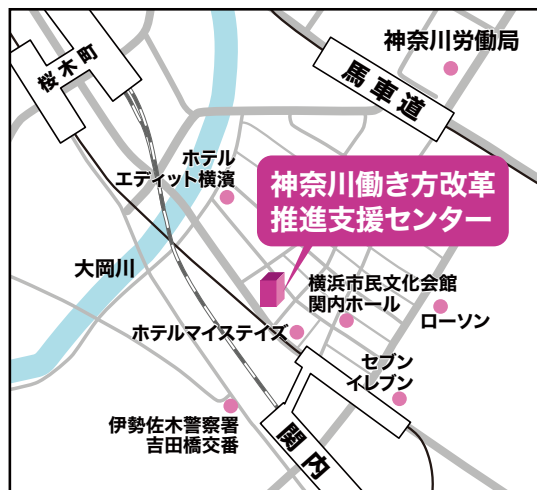 神奈川労働局
桜木町
馬車道
ホテル
エディット横濱
神奈川働き方改革
推進支援センター
大岡川
横浜市民文化会館
関内ホール
ローソン
ホテルマイステイズ
セブン
イレブン
伊勢佐木警察署
吉田橋交番
関内